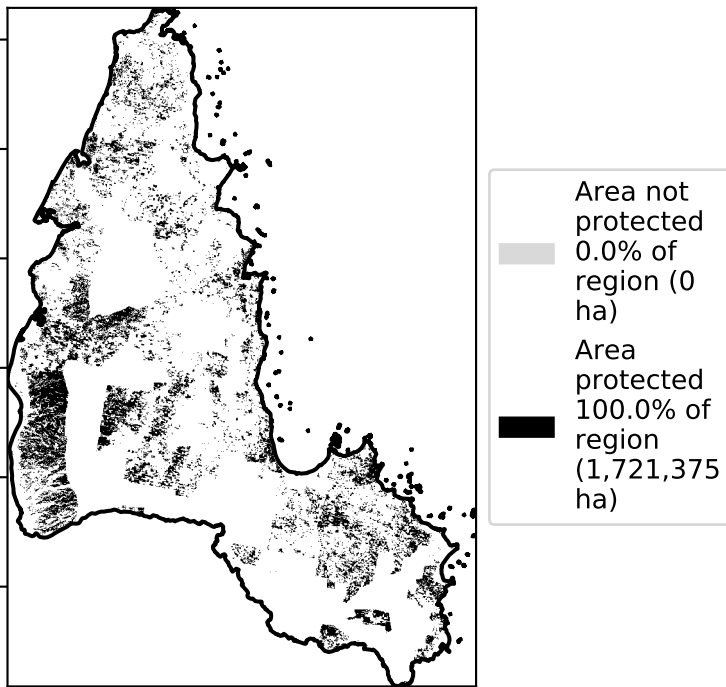 Area not
protected
0.0% of
region (0
ha)
Area
protected
100.0% of
region
(1,721,375
ha)